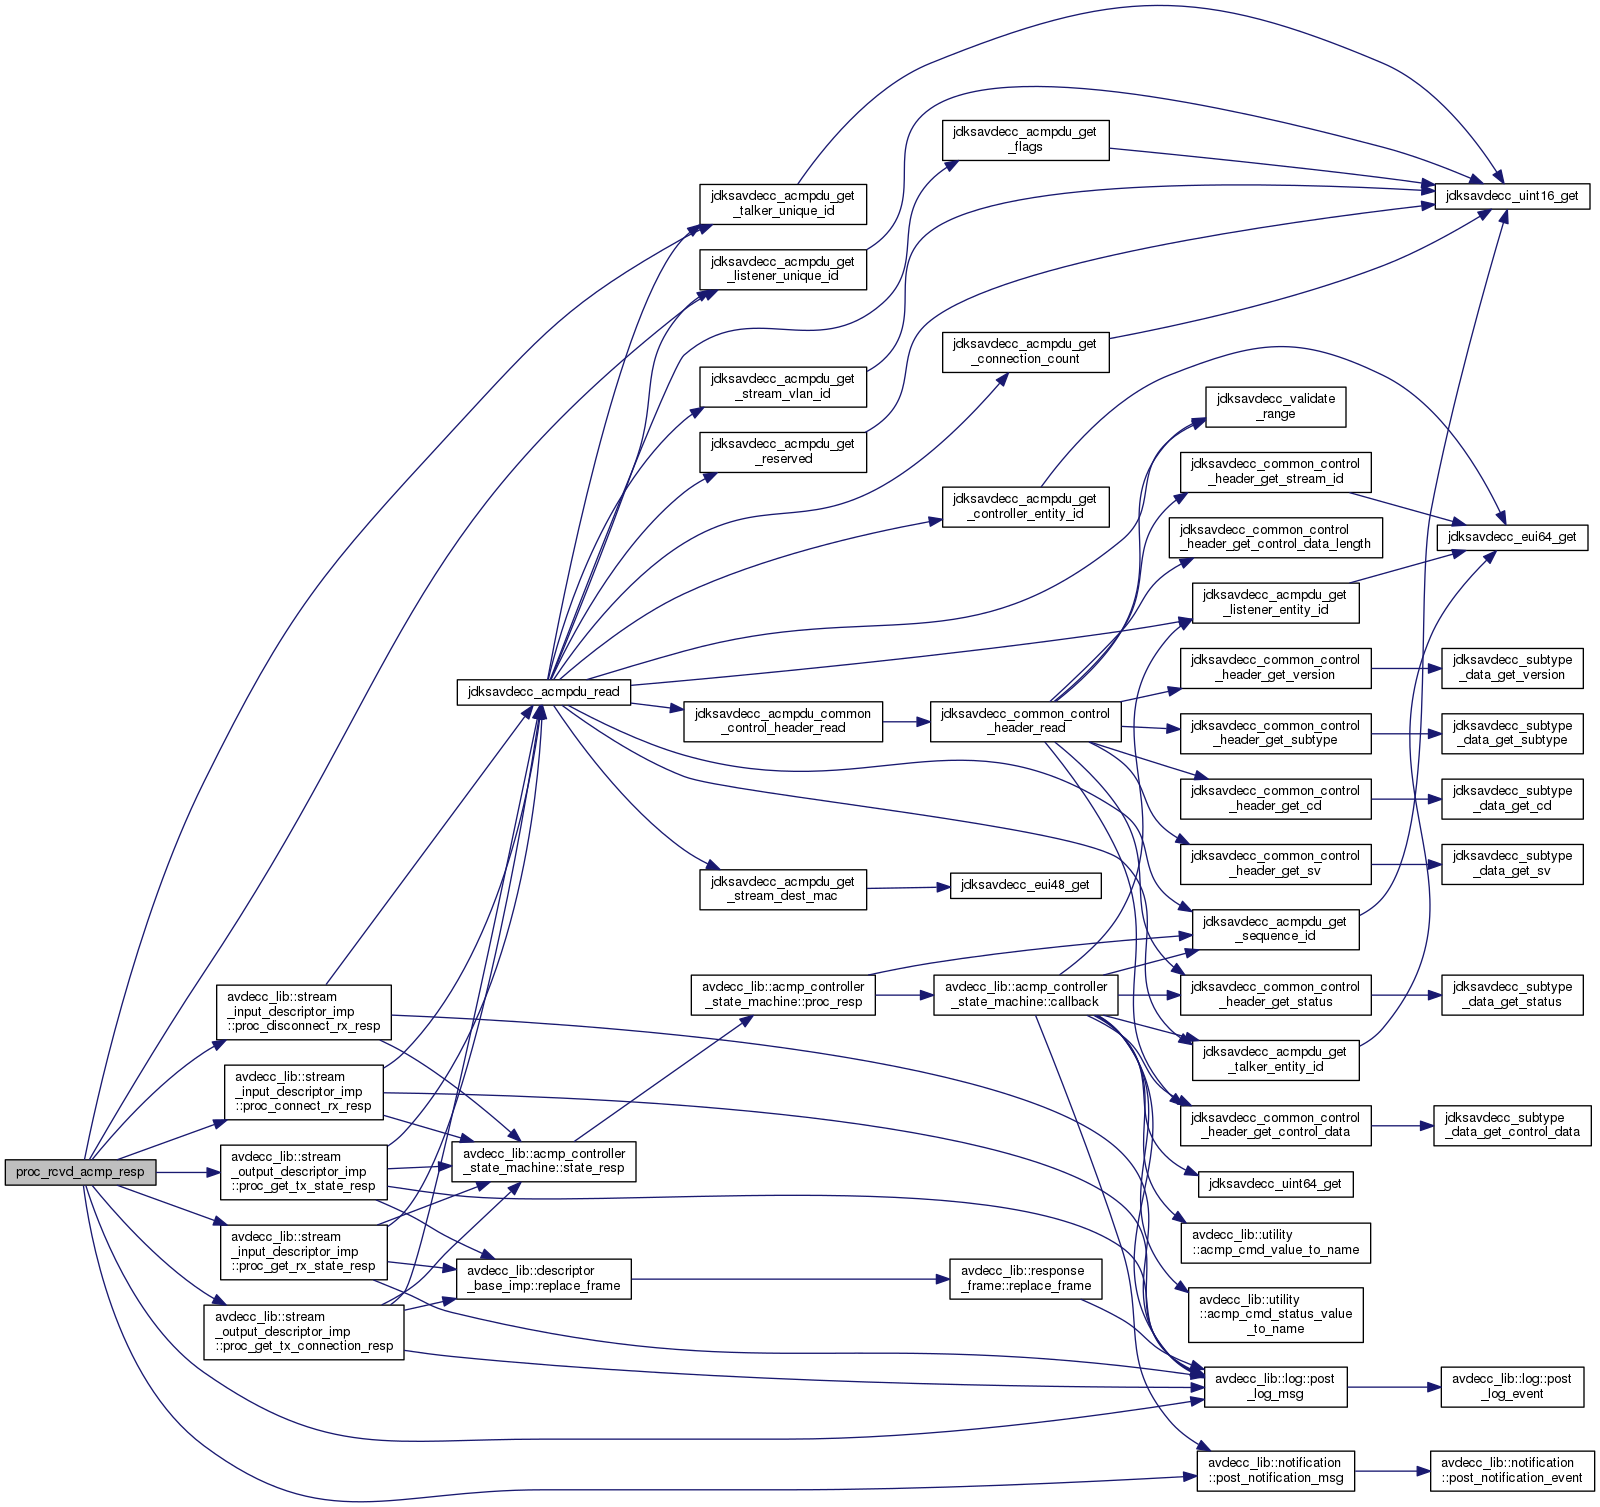 proc_rcvd_acmp_resp
avdecc_lib::stream
_input_descriptor_imp
::proc_disconnect_rx_resp
avdecc_lib::stream
_input_descriptor_imp
::proc_connect_rx_resp
avdecc_lib::stream
_output_descriptor_imp
::proc_get_tx_state_resp
avdecc_lib::stream
_input_descriptor_imp
::proc_get_rx_state_resp
avdecc_lib::stream
_output_descriptor_imp
::proc_get_tx_connection_resp
jdksavdecc_acmpdu_read
avdecc_lib::acmp_controller
_state_machine::state_resp
avdecc_lib::descriptor
_base_imp::replace_frame
jdksavdecc_acmpdu_get
_talker_unique_id
jdksavdecc_acmpdu_get
_listener_unique_id
jdksavdecc_acmpdu_get
_stream_vlan_id
jdksavdecc_acmpdu_get
_reserved
jdksavdecc_acmpdu_common
_control_header_read
jdksavdecc_acmpdu_get
_stream_dest_mac
avdecc_lib::acmp_controller
_state_machine::proc_resp
jdksavdecc_acmpdu_get
_flags
jdksavdecc_acmpdu_get
_connection_count
jdksavdecc_acmpdu_get
_controller_entity_id
jdksavdecc_common_control
_header_read
jdksavdecc_eui48_get
avdecc_lib::acmp_controller
_state_machine::callback
avdecc_lib::response
_frame::replace_frame
jdksavdecc_validate
_range
jdksavdecc_common_control
_header_get_stream_id
jdksavdecc_common_control
_header_get_control_data_length
jdksavdecc_acmpdu_get
_listener_entity_id
jdksavdecc_common_control
_header_get_version
jdksavdecc_common_control
_header_get_subtype
jdksavdecc_common_control
_header_get_cd
jdksavdecc_common_control
_header_get_sv
jdksavdecc_acmpdu_get
_sequence_id
jdksavdecc_common_control
_header_get_status
jdksavdecc_acmpdu_get
_talker_entity_id
jdksavdecc_common_control
_header_get_control_data
jdksavdecc_uint64_get
avdecc_lib::utility
::acmp_cmd_value_to_name
avdecc_lib::utility
::acmp_cmd_status_value
_to_name
avdecc_lib::log::post
_log_msg
avdecc_lib::notification
::post_notification_msg
jdksavdecc_uint16_get
jdksavdecc_eui64_get
jdksavdecc_subtype
_data_get_version
jdksavdecc_subtype
_data_get_subtype
jdksavdecc_subtype
_data_get_cd
jdksavdecc_subtype
_data_get_sv
jdksavdecc_subtype
_data_get_status
jdksavdecc_subtype
_data_get_control_data
avdecc_lib::log::post
_log_event
avdecc_lib::notification
::post_notification_event